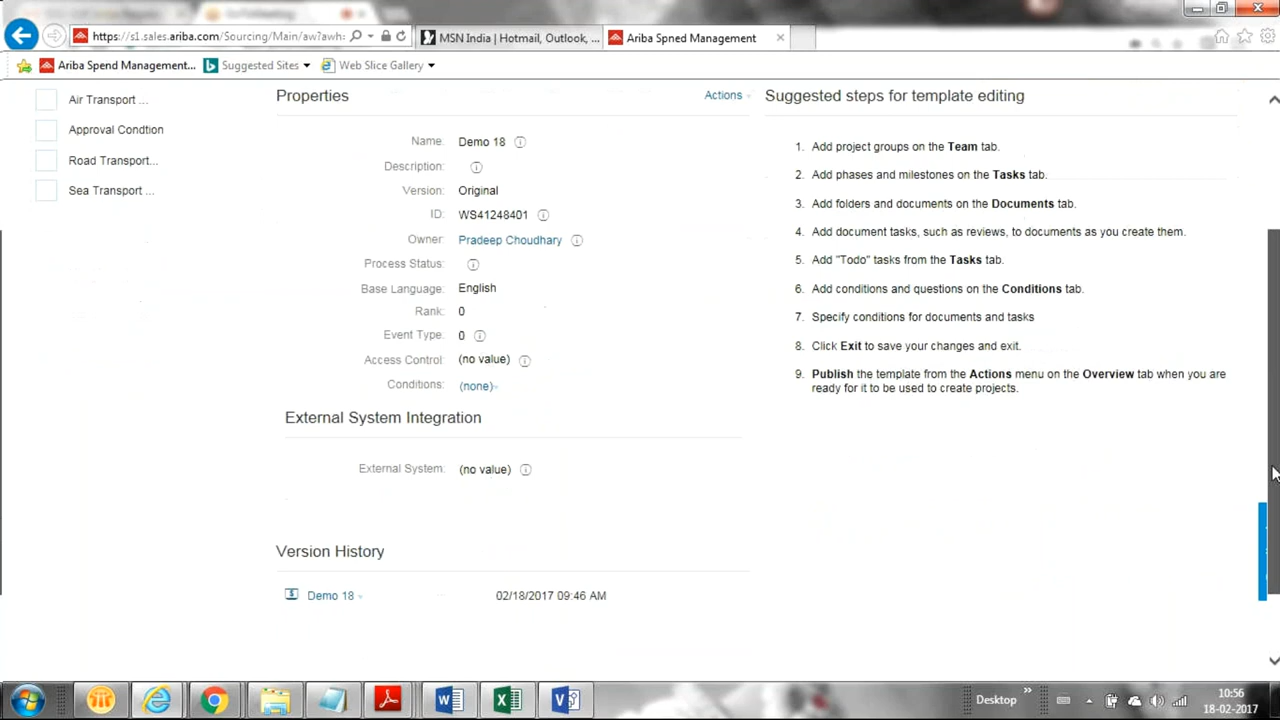 https://s1.sales.ariba.com/Sourcing/Main/aw?awh:
MSN India | Hotmail, Outlook, ...
Ariba Spned Management
Ariba Spend Management...
Suggested Sites
Web Slice Gallery
Air Transport ...
Approval Condtion
Road Transport...
Sea Transport ...
Properties
Actions
Name: Demo 18
Description:
Version: Original
ID: WS41248401
Owner: Pradeep Choudhary
Process Status:
Base Language: English
Rank: 0
Event Type: 0
Access Control: (no value)
Conditions: (none)
External System Integration
External System: (no value)
Version History
Demo 18 02/18/2017 09:46 AM
Suggested steps for template editing
1. Add project groups on the Team tab.
2. Add phases and milestones on the Tasks tab.
3. Add folders and documents on the Documents tab.
4. Add document tasks, such as reviews, to documents as you create them.
5. Add "Todo" tasks from the Tasks tab.
6. Add conditions and questions on the Conditions tab.
7. Specify conditions for documents and tasks
8. Click Exit to save your changes and exit.
9. Publish the template from the Actions menu on the Overview tab when you are
ready for it to be used to create projects.
Desktop
10:56
18-02-2017